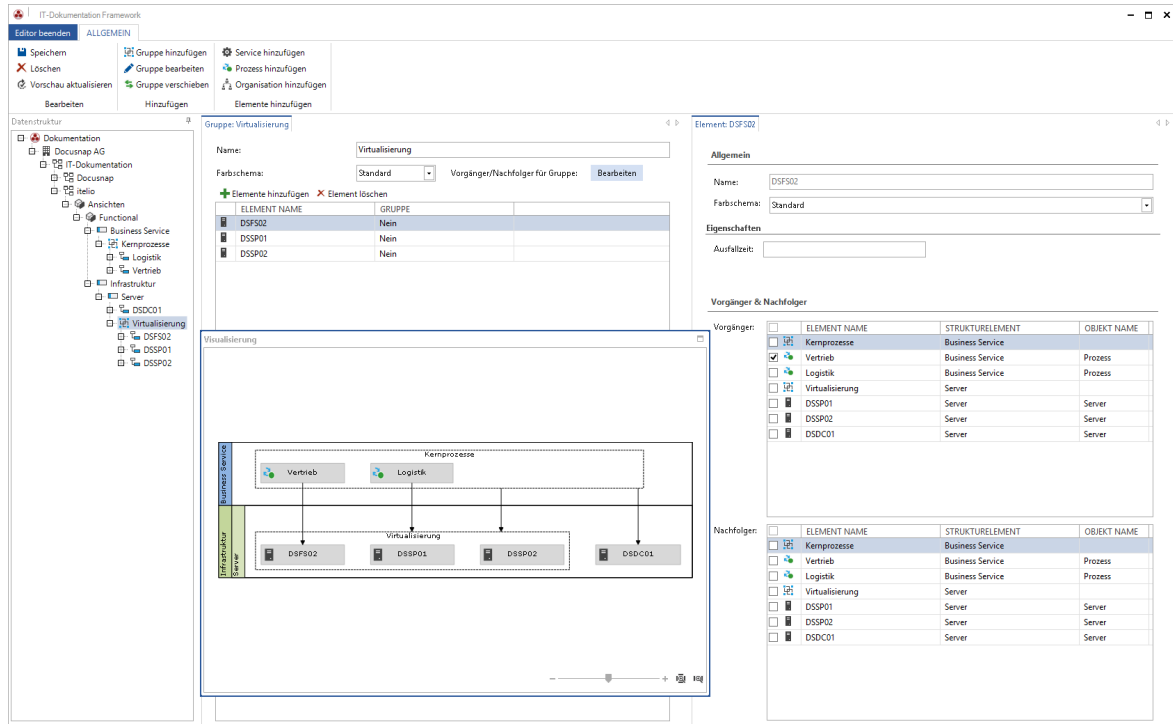 IT-Dokumentation Framework
Editor beenden ALLGEMEIN
Speichern Gruppe hinzufügen Service hinzufügen
Löschen Gruppe bearbeiten Prozess hinzufügen
Vorschau aktualisieren Gruppe verschieben Organisation hinzufügen
Bearbeiten Hinzufügen Elemente hinzufügen
Datenstruktur
Dokumentation
Docusnap AG
IT-Dokumentation
Docusnap
itelio
Ansichten
Functional
Business Service
Kernprozesse
Logistik
Vertrieb
Infrastruktur
Server
DSDC01
Virtualisierung
DSFS02
DSSP01
DSSP02
Gruppe: Virtualisierung
Name: Virtualisierung
Farbschema: Standard Vorgänger/Nachfolger für Gruppe: Bearbeiten
Elemente hinzufügen Element löschen
ELEMENT NAME GRUPPE
DSFS02 Nein
DSSP01 Nein
DSSP02 Nein
Visualisierung
Business Service
Kernprozesse
Vertrieb Logistik
Infrastruktur
Server
Virtualisierung
DSFS02 DSSP01 DSSP02 DSDC01
Element: DSFS02
Allgemein
Name: DSFS02
Farbschema: Standard
Eigenschaften
Ausfallzeit:
Vorgänger & Nachfolger
Vorgänger: ELEMENT NAME STRUKTURELEMENT OBJEKT NAME
Kernprozesse Business Service
Vertrieb Business Service Prozess
Logistik Business Service Prozess
Virtualisierung Server
DSSP01 Server Server
DSSP02 Server Server
DSDC01 Server Server
Nachfolger: ELEMENT NAME STRUKTURELEMENT OBJEKT NAME
Kernprozesse Business Service
Vertrieb Business Service Prozess
Logistik Business Service Prozess
Virtualisierung Server
DSSP01 Server Server
DSSP02 Server Server
DSDC01 Server Server